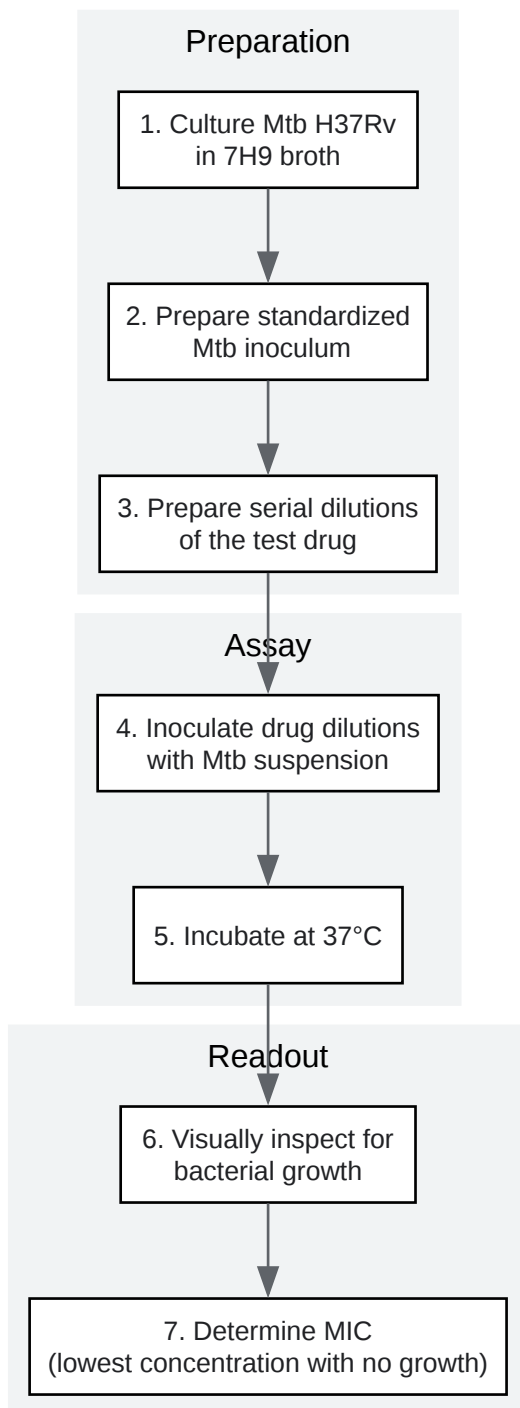 Preparation
1. Culture Mtb H37Rv
in 7H9 broth
2. Prepare standardized
Mtb inoculum
3. Prepare serial dilutions
of the test drug
Assay
4. Inoculate drug dilutions
with Mtb suspension
5. Incubate at 37°C
Readout
6. Visually inspect for
bacterial growth
7. Determine MIC
(lowest concentration with no growth)